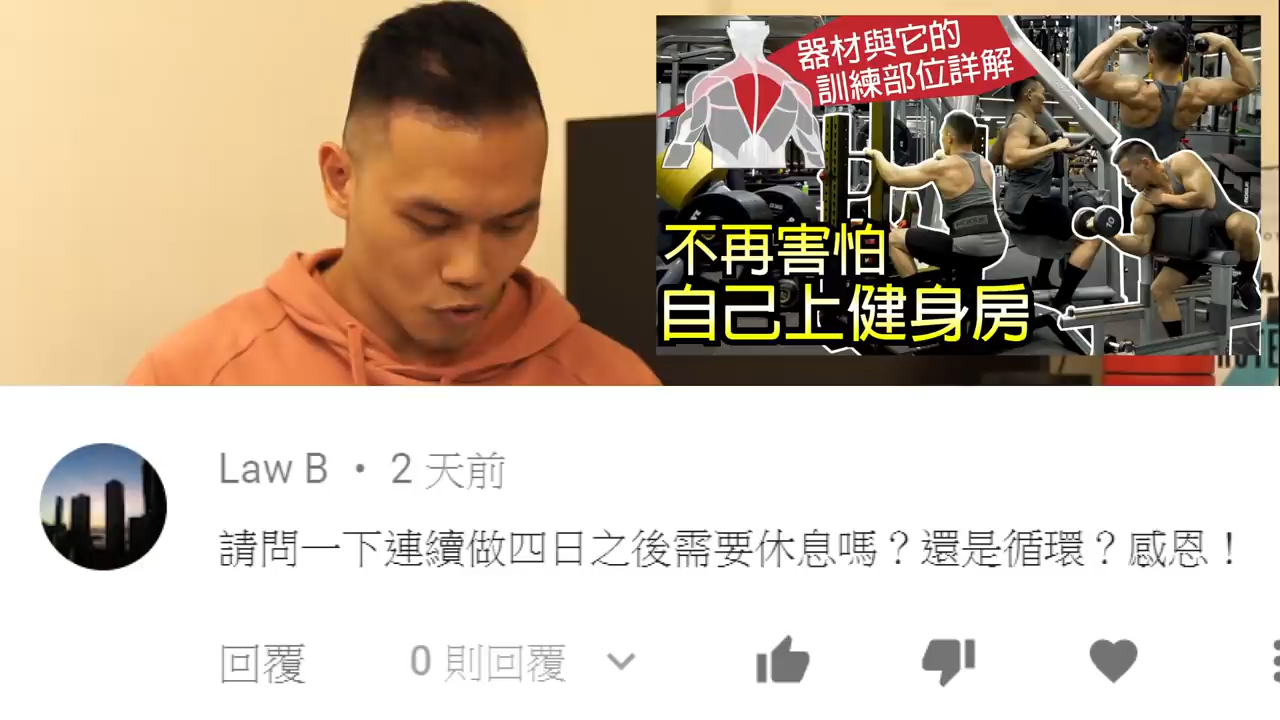 器材與它的
訓練部位詳解
不再害怕
自己上健身房
Law B • 2 天前
請問一下連續做四日之後需要休息嗎？還是循環？感恩！
回覆
0 則回覆